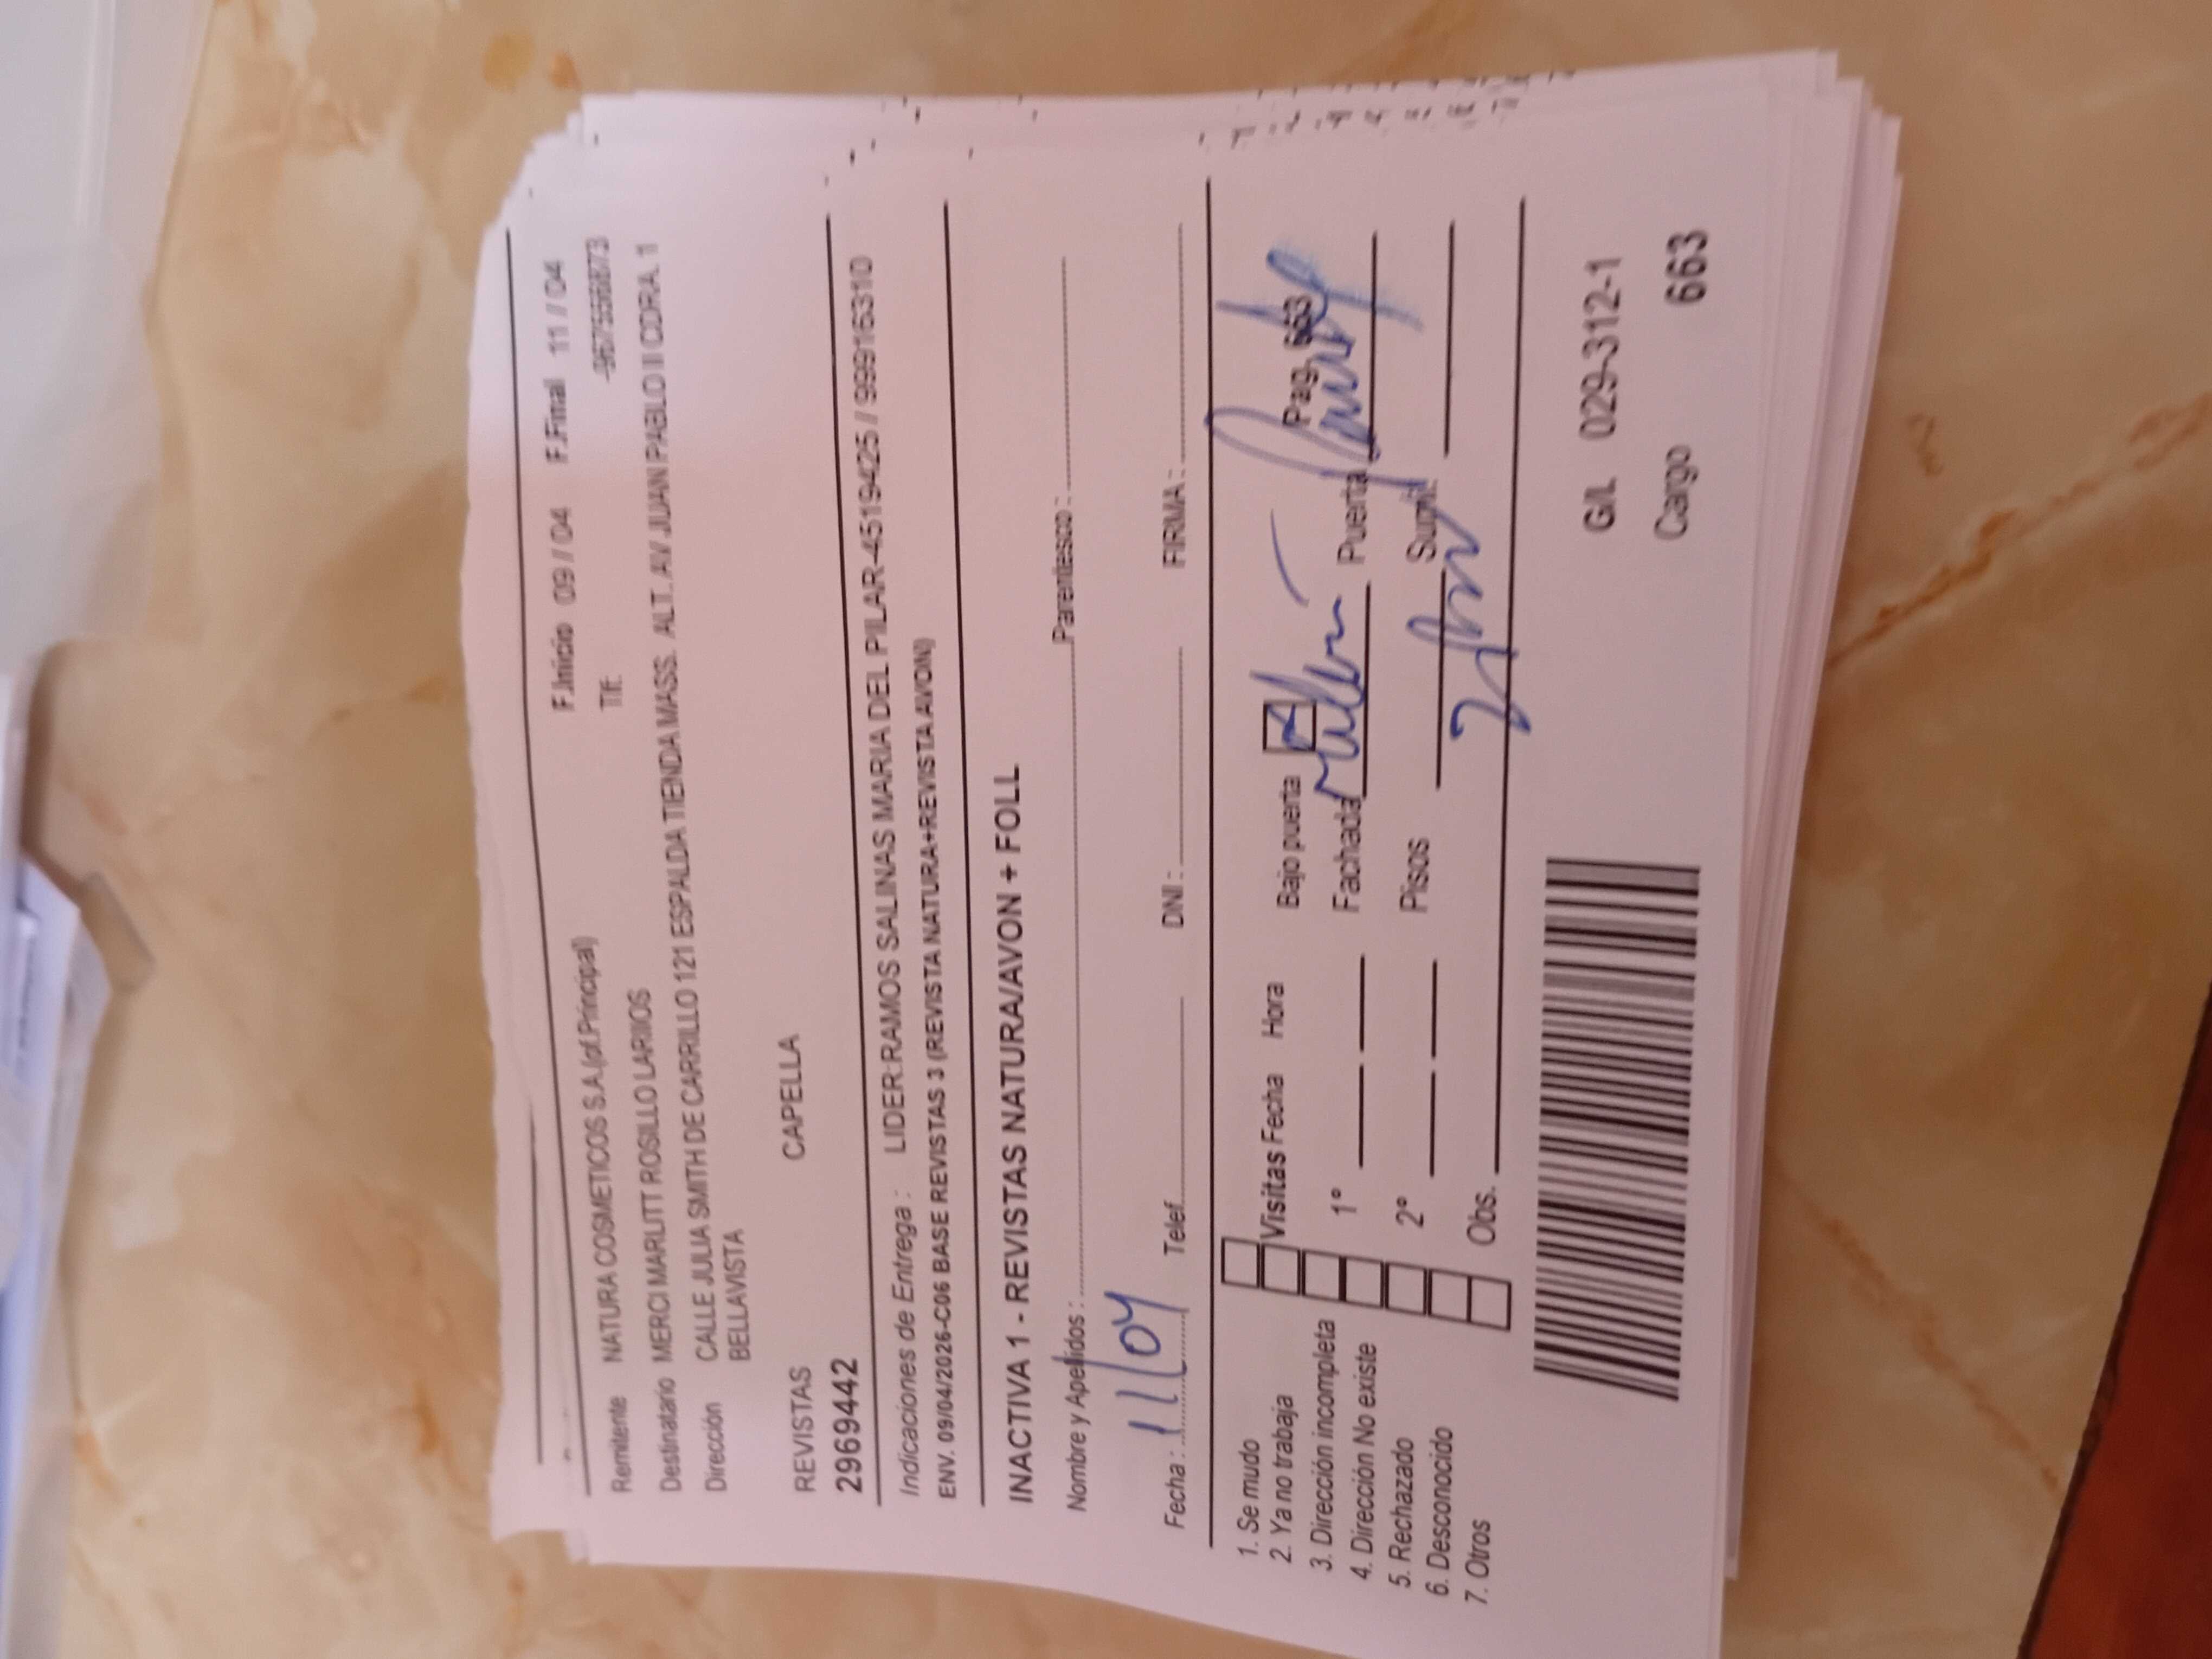 F.Inicio 09 / 04 F.Final 11 / 04
Remitente NATURA COSMETICOS S.A.(of.Principal) Tlf.
Destinatario MERCI MARLITT ROSILLO LARIOS
Dirección CALLE JULIA SMITH DE CARRILLO 121 ESPALDA TIENDA MASS. ALT. AV JUAN PABLO II CDRA. 1
BELLAVISTA
REVISTAS CAPELLA
2969442
Indicaciones de Entrega : LIDER:RAMOS SALINAS MARIA DEL PILAR-45194425 // 999163310
ENV. 09/04/2026-C06 BASE REVISTAS 3 (REVISTA NATURA+REVISTA AVON)
INACTIVA 1 - REVISTAS NATURA/AVON + FOLL
Nombre y Apellidos : Parentesco :
Fecha : 11/04 Telef. DNI : FIRMA :
1. Se mudo
2. Ya no trabaja
3. Dirección incompleta
4. Dirección No existe
5. Rechazado
6. Desconocido
7. Otros
Visitas Fecha Hora
1°
2°
Obs.
Bajo puerta Pag. 663
Fachada Puerta
Pisos Sumi.
G/L 029-312-1
Cargo 663